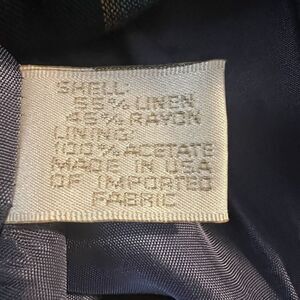 SHELL:
55% LINEN
45% RAYON
LINING:
100% ACETATE
MADE IN USA
OF IMPORTED
FABRIC